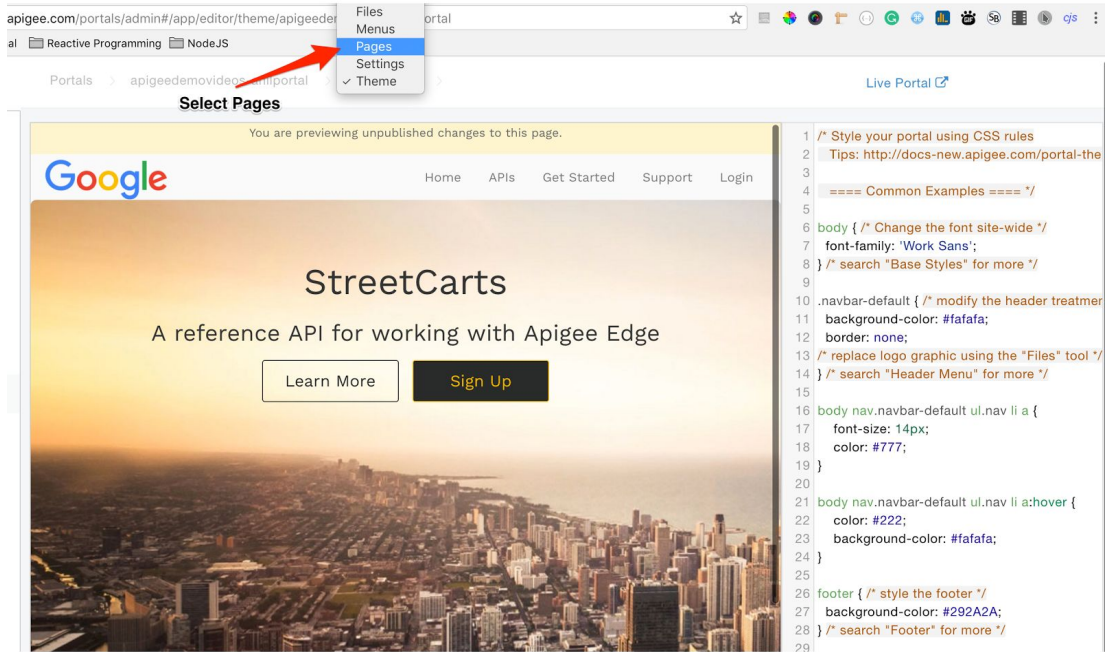 apigee.com/portals/admin#/app/editor/theme/apigeede
rtal
Files
Menus
Pages
Settings
✓ Theme
al Reactive Programming NodeJS
Portals
Live Portal
Select Pages
You are previewing unpublished changes to this page.
Google
Home APIs Get Started Support Login
StreetCarts
A reference API for working with Apigee Edge
Learn More Sign Up
1 /* Style your portal using CSS rules
2 Tips: http://docs-new.apigee.com/portal-the
3
4 ==== Common Examples ==== */
5
6 body { /* Change the font site-wide */
7 font-family: 'Work Sans';
8 } /* search "Base Styles" for more */
9
10 .navbar-default { /* modify the header treatmer
11 background-color: #fafafa;
12 border: none;
13 /* replace logo graphic using the "Files" tool */
14 } /* search "Header Menu" for more */
15
16 body nav.navbar-default ul.nav li a {
17 font-size: 14px;
18 color: #777;
19 }
20
21 body nav.navbar-default ul.nav li a:hover {
22 color: #222;
23 background-color: #fafafa;
24 }
25
26 footer { /* style the footer */
27 background-color: #292A2A;
28 } /* search "Footer" for more */
29